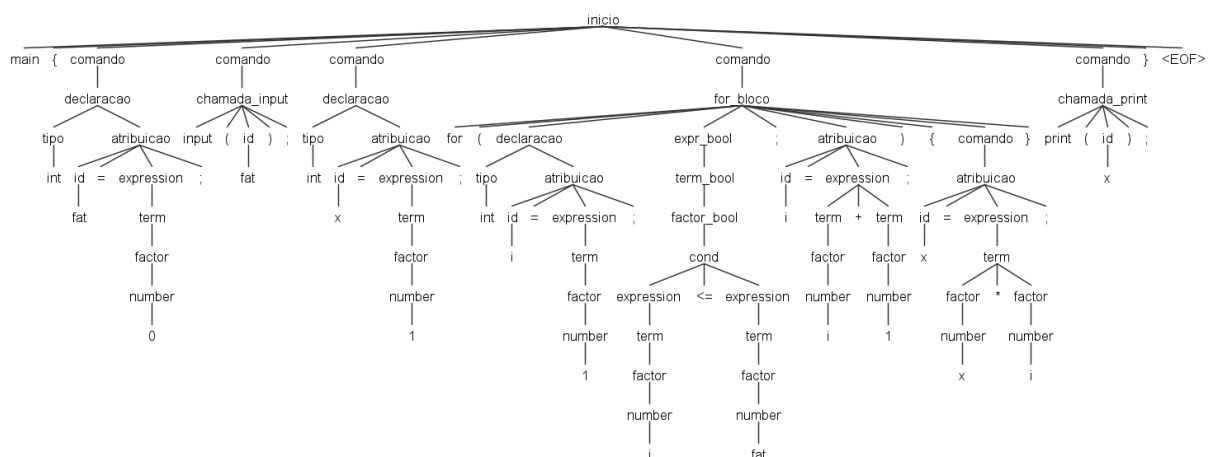 inicio
main { comando comando comando comando comando } <EOF>
declaracao chamada_input declaracao for_bloco chamada_print
tipo atribuicao input ( id ) ; tipo atribuicao for ( declaracao expr_bool ; atribuicao ) { comando } print ( id ) ;
int id = expression ; fat int id = expression ; tipo atribuicao term_bool id = expression ; atribuicao x
fat term x term int id = expression ; factor_bool i term + term id = expression ;
factor factor i term cond factor factor x term
number number factor expression <= expression number number factor * factor
0 1 number term term i 1 number number
1 factor factor x i
number number
i fat